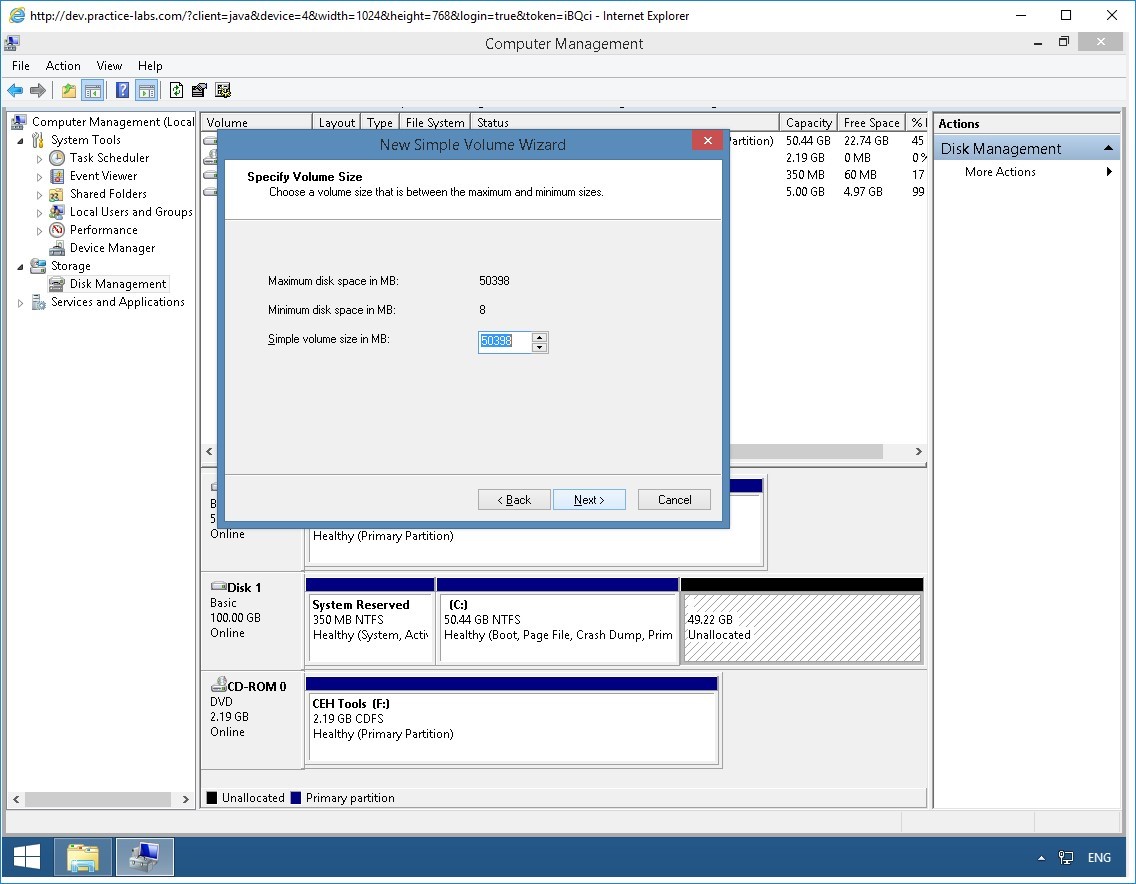 http://dev.practice-labs.com/?client=java&device=4&width=1024&height=768&login=true&token=iBQci - Internet Explorer
Computer Management
File Action View Help
Computer Management (Local
System Tools
Task Scheduler
Event Viewer
Shared Folders
Local Users and Groups
Performance
Device Manager
Storage
Disk Management
Services and Applications
Volume Layout Type File System Status Capacity Free Space %
artition) 50.44 GB 22.74 GB 45
2.19 GB 0 MB 0%
350 MB 60 MB 17
5.00 GB 4.97 GB 99
Actions
Disk Management
More Actions
New Simple Volume Wizard
Specify Volume Size
Choose a volume size that is between the maximum and minimum sizes.
Maximum disk space in MB: 50398
Minimum disk space in MB: 8
Simple volume size in MB: 50398
< Back Next > Cancel
B
5
Online
Healthy (Primary Partition)
Disk 1
Basic
100.00 GB
Online
System Reserved
350 MB NTFS
Healthy (System, Activ
(C:)
50.44 GB NTFS
Healthy (Boot, Page File, Crash Dump, Prim
49.22 GB
Unallocated
CD-ROM 0
DVD
2.19 GB
Online
CEH Tools (F:)
2.19 GB CDFS
Healthy (Primary Partition)
Unallocated Primary partition
ENG